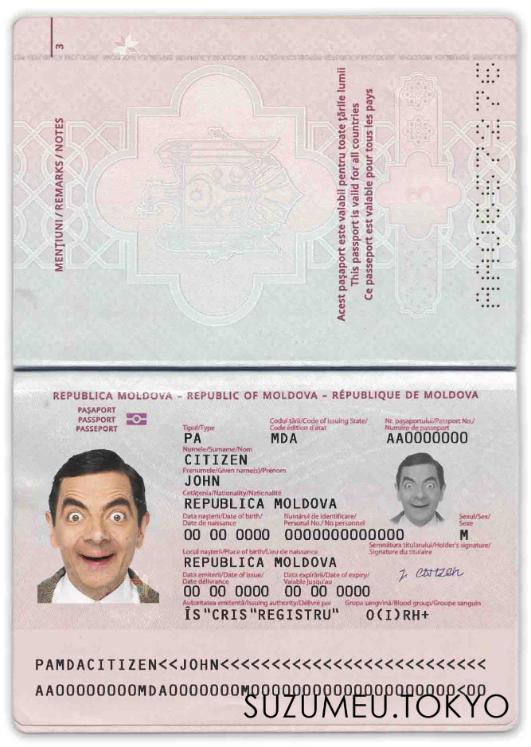 3
MENȚIUNI / REMARKS / NOTES
Acest pașaport este valabil pentru toate țările lumii
This passport is valid for all countries
Ce passeport est valable pour tous les pays
REPUBLICA MOLDOVA – REPUBLIC OF MOLDOVA – RÉPUBLIQUE DE MOLDOVA
PAȘAPORT
PASSPORT
PASSEPORT
Tipul/Type
Codul țării/Code of issuing State/
Code édition d'état
Nr. pașaportului/Passport No./
Numéro de passeport
PA MDA AA0000000
Numele/Surname/Nom
CITIZEN
Prenumele/Given name(s)/Prénom
JOHN
Cetățenia/Nationality/Nationalité
REPUBLICA MOLDOVA
Data nașterii/Date of birth/
Date de naissance
Numărul de identificare/
Personal No./No personnel
Sexul/Sex/
Sexe
00 00 0000 0000000000000 M
Locul nașterii/Place of birth/Lieu de naissance
Semnătura titularului/Holder's signature/
Signature du titulaire
REPUBLICA MOLDOVA
J. Citizen
Data emiterii/Date of issue/
Date délivrance
Data expirării/Date of expiry/
Valable jusqu'au
00 00 0000 00 00 0000
Autoritatea emitentă/Issuing authority/Délivré par
Grupa sangvină/Blood group/Groupe sanguin
ÎS"CRIS"REGISTRU" O(I)RH+
PAMDACITIZEN<<JOHN<<<<<<<<<<<<<<<<<<<<<<<<<<
AA00000000MDA0000000M000000000000000000000<00
SUZUMEU.TOKYO